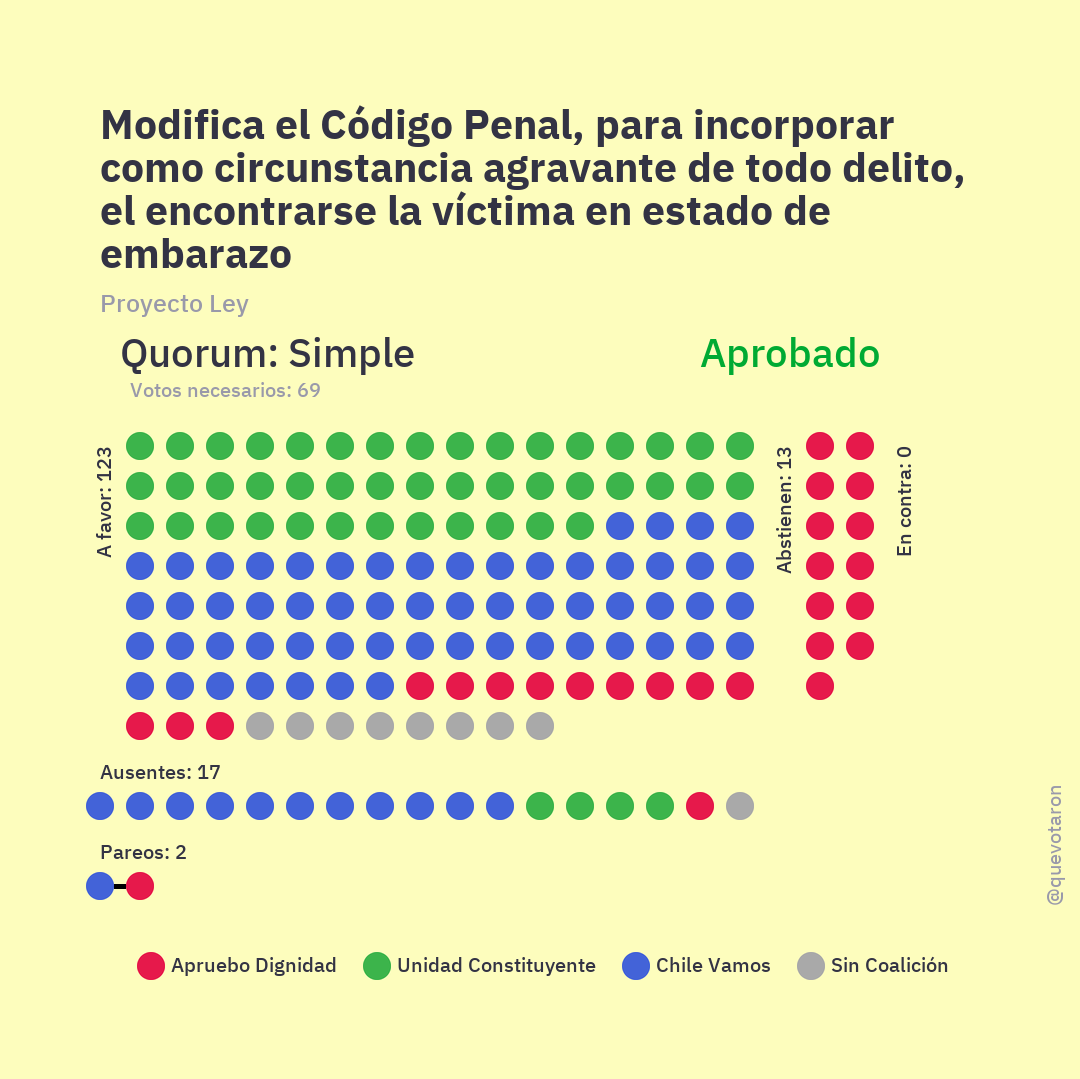 Modifica el Código Penal, para incorporar
como circunstancia agravante de todo delito,
el encontrarse la víctima en estado de
embarazo
Proyecto Ley
Quorum: Simple
Aprobado
Votos necesarios: 69
A favor: 123
Abstienen: 13
En contra: 0
Ausentes: 17
Pareos: 2
@quevotaron
Apruebo Dignidad
Unidad Constituyente
Chile Vamos
Sin Coalición